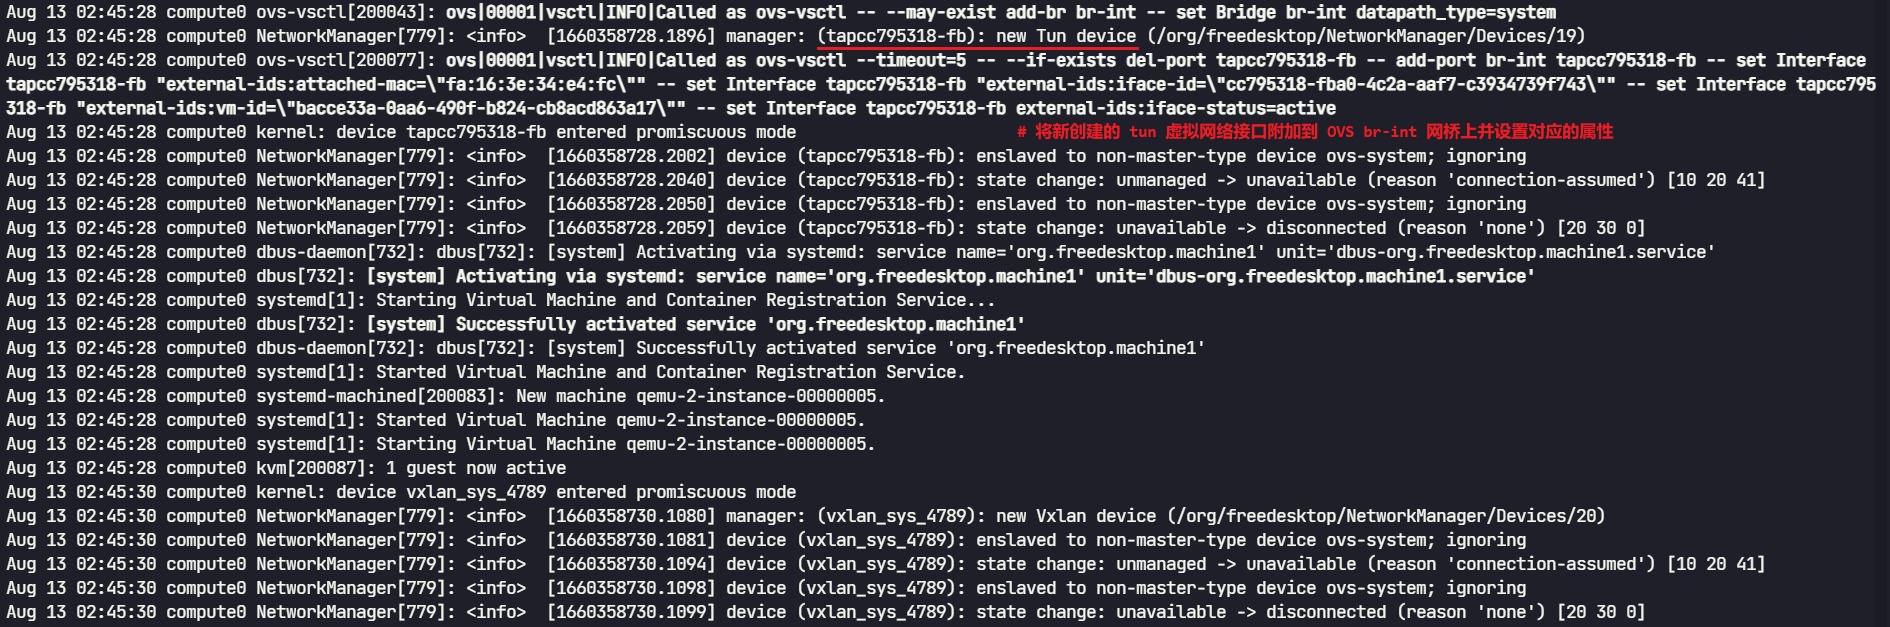 Aug 13 02:45:28 compute0 ovs-vsctl[200043]: ovs|00001|vsctl|INFO|Called as ovs-vsctl -- --may-exist add-br br-int -- set Bridge br-int datapath_type=system
Aug 13 02:45:28 compute0 NetworkManager[779]: <info>  [1660358728.1896] manager: (tapcc795318-fb): new Tun device (/org/freedesktop/NetworkManager/Devices/19)
Aug 13 02:45:28 compute0 ovs-vsctl[200077]: ovs|00001|vsctl|INFO|Called as ovs-vsctl --timeout=5 -- --if-exists del-port tapcc795318-fb -- add-port br-int tapcc795318-fb -- set Interface
tapcc795318-fb "external-ids:attached-mac=\"fa:16:3e:34:e4:fc\"" -- set Interface tapcc795318-fb "external-ids:iface-id=\"cc795318-fba0-4c2a-aaf7-c3934739f743\"" -- set Interface tapcc795
318-fb "external-ids:vm-id=\"bacce33a-0aa6-490f-b824-cb8acd863a17\"" -- set Interface tapcc795318-fb external-ids:iface-status=active
Aug 13 02:45:28 compute0 kernel: device tapcc795318-fb entered promiscuous mode # 将新创建的 tun 虚拟网络接口附加到 OVS br-int 网桥上并设置对应的属性
Aug 13 02:45:28 compute0 NetworkManager[779]: <info>  [1660358728.2002] device (tapcc795318-fb): enslaved to non-master-type device ovs-system; ignoring
Aug 13 02:45:28 compute0 NetworkManager[779]: <info>  [1660358728.2040] device (tapcc795318-fb): state change: unmanaged -> unavailable (reason 'connection-assumed') [10 20 41]
Aug 13 02:45:28 compute0 NetworkManager[779]: <info>  [1660358728.2050] device (tapcc795318-fb): enslaved to non-master-type device ovs-system; ignoring
Aug 13 02:45:28 compute0 NetworkManager[779]: <info>  [1660358728.2059] device (tapcc795318-fb): state change: unavailable -> disconnected (reason 'none') [20 30 0]
Aug 13 02:45:28 compute0 dbus-daemon[732]: dbus[732]: [system] Activating via systemd: service name='org.freedesktop.machine1' unit='dbus-org.freedesktop.machine1.service'
Aug 13 02:45:28 compute0 dbus[732]: [system] Activating via systemd: service name='org.freedesktop.machine1' unit='dbus-org.freedesktop.machine1.service'
Aug 13 02:45:28 compute0 systemd[1]: Starting Virtual Machine and Container Registration Service...
Aug 13 02:45:28 compute0 dbus[732]: [system] Successfully activated service 'org.freedesktop.machine1'
Aug 13 02:45:28 compute0 dbus-daemon[732]: dbus[732]: [system] Successfully activated service 'org.freedesktop.machine1'
Aug 13 02:45:28 compute0 systemd[1]: Started Virtual Machine and Container Registration Service.
Aug 13 02:45:28 compute0 systemd-machined[200083]: New machine qemu-2-instance-00000005.
Aug 13 02:45:28 compute0 systemd[1]: Started Virtual Machine qemu-2-instance-00000005.
Aug 13 02:45:28 compute0 systemd[1]: Starting Virtual Machine qemu-2-instance-00000005.
Aug 13 02:45:28 compute0 kvm[200087]: 1 guest now active
Aug 13 02:45:30 compute0 kernel: device vxlan_sys_4789 entered promiscuous mode
Aug 13 02:45:30 compute0 NetworkManager[779]: <info>  [1660358730.1080] manager: (vxlan_sys_4789): new Vxlan device (/org/freedesktop/NetworkManager/Devices/20)
Aug 13 02:45:30 compute0 NetworkManager[779]: <info>  [1660358730.1081] device (vxlan_sys_4789): enslaved to non-master-type device ovs-system; ignoring
Aug 13 02:45:30 compute0 NetworkManager[779]: <info>  [1660358730.1094] device (vxlan_sys_4789): state change: unmanaged -> unavailable (reason 'connection-assumed') [10 20 41]
Aug 13 02:45:30 compute0 NetworkManager[779]: <info>  [1660358730.1098] device (vxlan_sys_4789): enslaved to non-master-type device ovs-system; ignoring
Aug 13 02:45:30 compute0 NetworkManager[779]: <info>  [1660358730.1099] device (vxlan_sys_4789): state change: unavailable -> disconnected (reason 'none') [20 30 0]